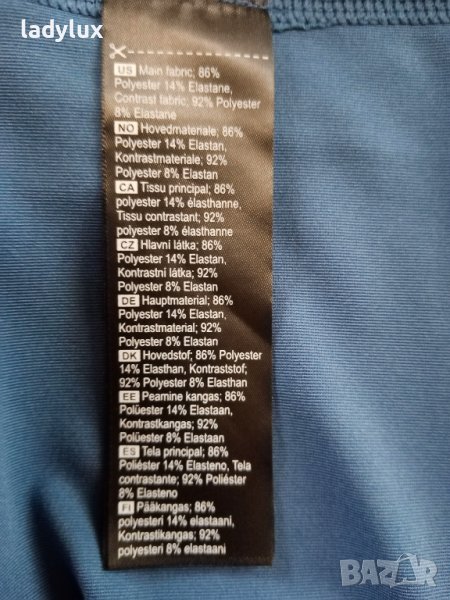 ladylux
US Main fabric; 86%
Polyester 14% Elastane,
Contrast fabric; 92% Polyester
8% Elastane
NO Hovedmateriale; 86%
Polyester 14% Elastan,
Kontrastmateriale; 92%
Polyester 8% Elastan
CA Tissu principal; 86%
polyester 14% élasthanne,
Tissu contrastant; 92%
polyester 8% élasthanne
CZ Hlavní látka; 86%
Polyester 14% Elastan,
Kontrastní látka; 92%
Polyester 8% Elastan
DE Hauptmaterial; 86%
Polyester 14% Elastan,
Kontrastmaterial; 92%
Polyester 8% Elastan
DK Hovedstof; 86% Polyester
14% Elasthan, Kontraststof;
92% Polyester 8% Elasthan
EE Peamine kangas; 86%
Polüester 14% Elastaan,
Kontrastkangas; 92%
Polüester 8% Elastaan
ES Tela principal; 86%
Poliéster 14% Elasteno, Tela
contrastante; 92% Poliéster
8% Elasteno
FI Pääkangas; 86%
polyesteri 14% elastaani,
Kontrastikangas; 92%
polyesteri 8% elastaani
BAZAR